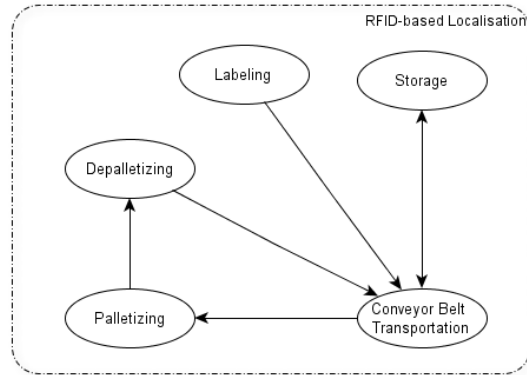 RFID-based Localisation
Labeling
Storage
Depalletizing
Palletizing
Conveyor Belt
Transportation